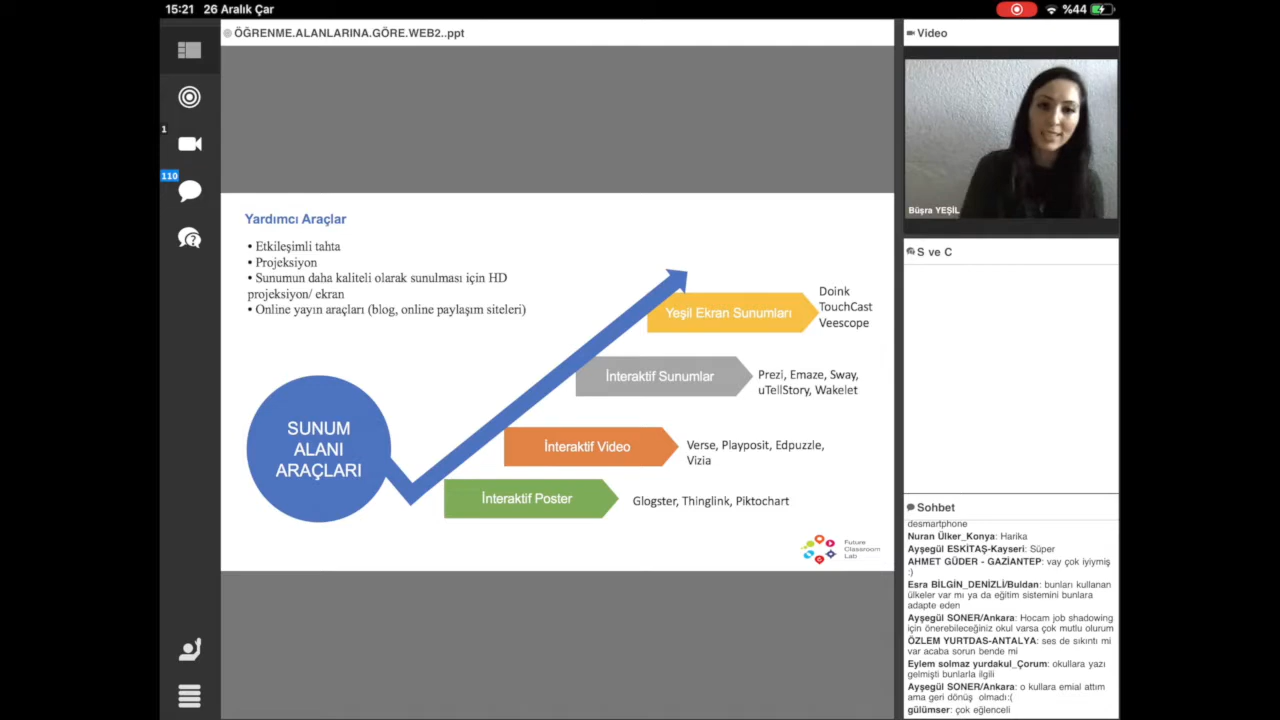 15:21 26 Aralık Çar
%44
ÖĞRENME.ALANLARINA.GÖRE.WEB2..ppt
1
110
Yardımcı Araçlar
• Etkileşimli tahta
• Projeksiyon
• Sunumun daha kaliteli olarak sunulması için HD
projeksiyon/ ekran
• Online yayın araçları (blog, online paylaşım siteleri)
SUNUM
ALANI
ARAÇLARI
Yeşil Ekran Sunumları
Doink
TouchCast
Veescope
İnteraktif Sunumlar
Prezi, Emaze, Sway,
uTellStory, Wakelet
İnteraktif Video
Verse, Playposit, Edpuzzle,
Vizia
İnteraktif Poster
Glogster, Thinglink, Piktochart
Future
Classroom
Lab
Video
Büşra YEŞİL
S ve C
Sohbet
desmartphone
Nuran Ülker_Konya: Harika
Ayşegül ESKİTAŞ-Kayseri: Süper
AHMET GÜDER - GAZİANTEP: vay çok iyiymiş
:)
Esra BİLGİN_DENİZLİ/Buldan: bunları kullanan
ülkeler var mı ya da eğitim sistemini bunlara
adapte eden
Ayşegül SONER/Ankara: Hocam job shadowing
için önerebileceğiniz okul varsa çok mutlu olurum
ÖZLEM YURTDAS-ANTALYA: ses de sıkıntı mi
var acaba sorun bende mi
Eylem solmaz yurdakul_Çorum: okullara yazı
gelmişti bunlarla ilgili
Ayşegül SONER/Ankara: o kullara emial attım
ama geri dönüş olmadı:(
gülümser: çok eğlenceli